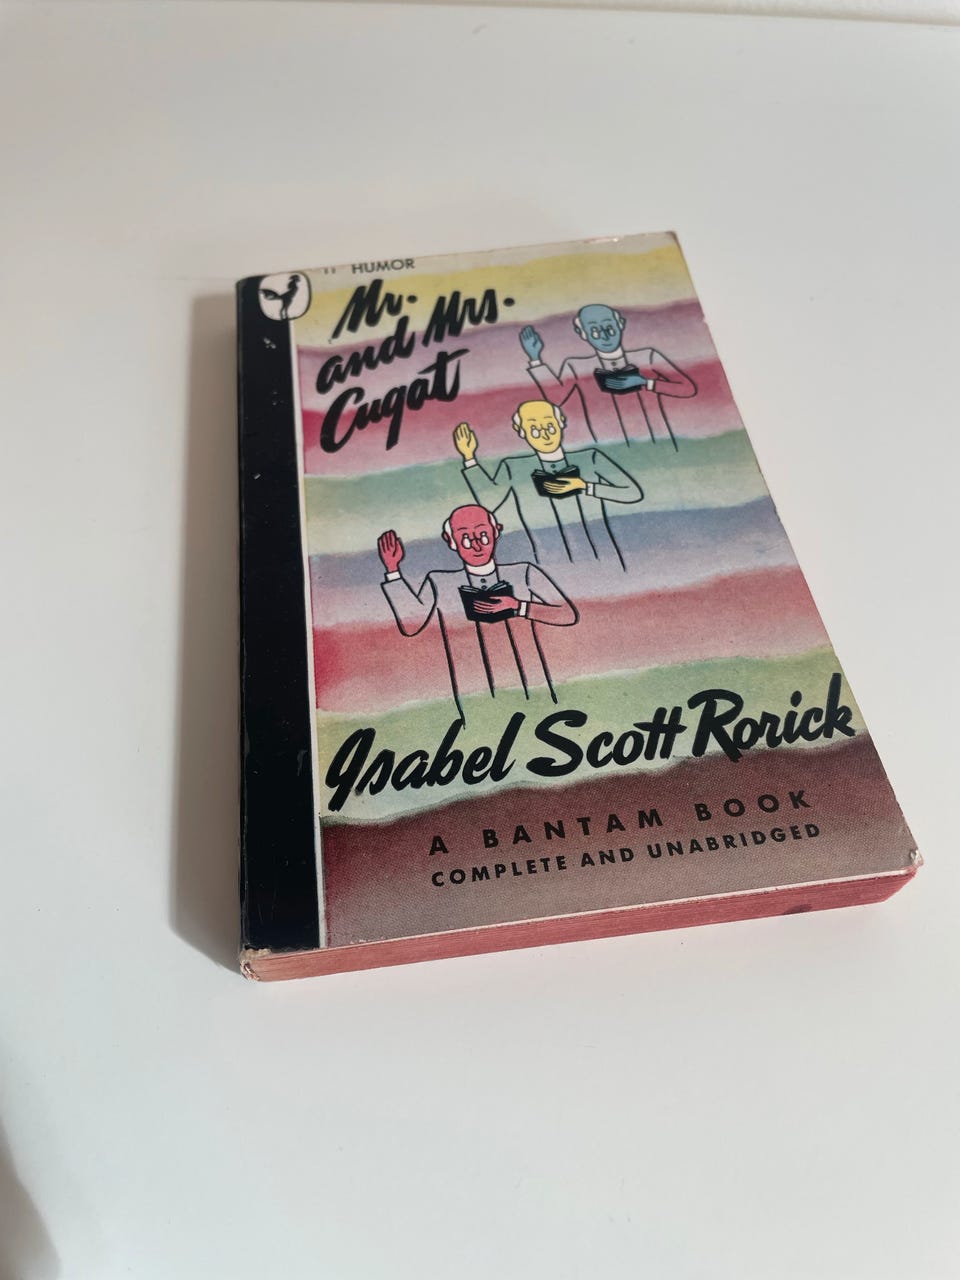 11 HUMOR
Mr.
and Mrs.
Cugat
Isabel Scott Rorick
A BANTAM BOOK
COMPLETE AND UNABRIDGED